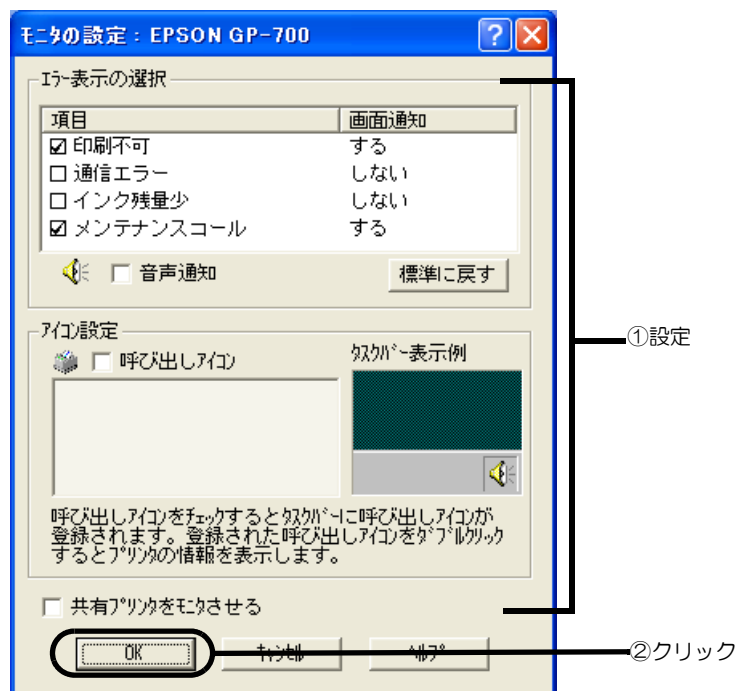 ﾓﾆﾀの設定 : EPSON GP-700
ｴﾗｰ表示の選択
項目 画面通知
印刷不可 する
通信エラー しない
インク残量少 しない
メンテナンスコール する
音声通知 標準に戻す
ｱｲｺﾝ設定
呼び出しｱｲｺﾝ ﾀｽｸﾊﾞｰ表示例
呼び出しｱｲｺﾝをﾁｪｯｸするとﾀｽｸﾊﾞｰに呼び出しｱｲｺﾝが
登録されます。登録された呼び出しｱｲｺﾝをﾀﾞﾌﾞﾙｸﾘｯｸ
するとﾌﾟﾘﾝﾀの情報を表示します。
共有ﾌﾟﾘﾝﾀをﾓﾆﾀさせる
OK ｷｬﾝｾﾙ ﾍﾙﾌﾟ
①設定
②クリック